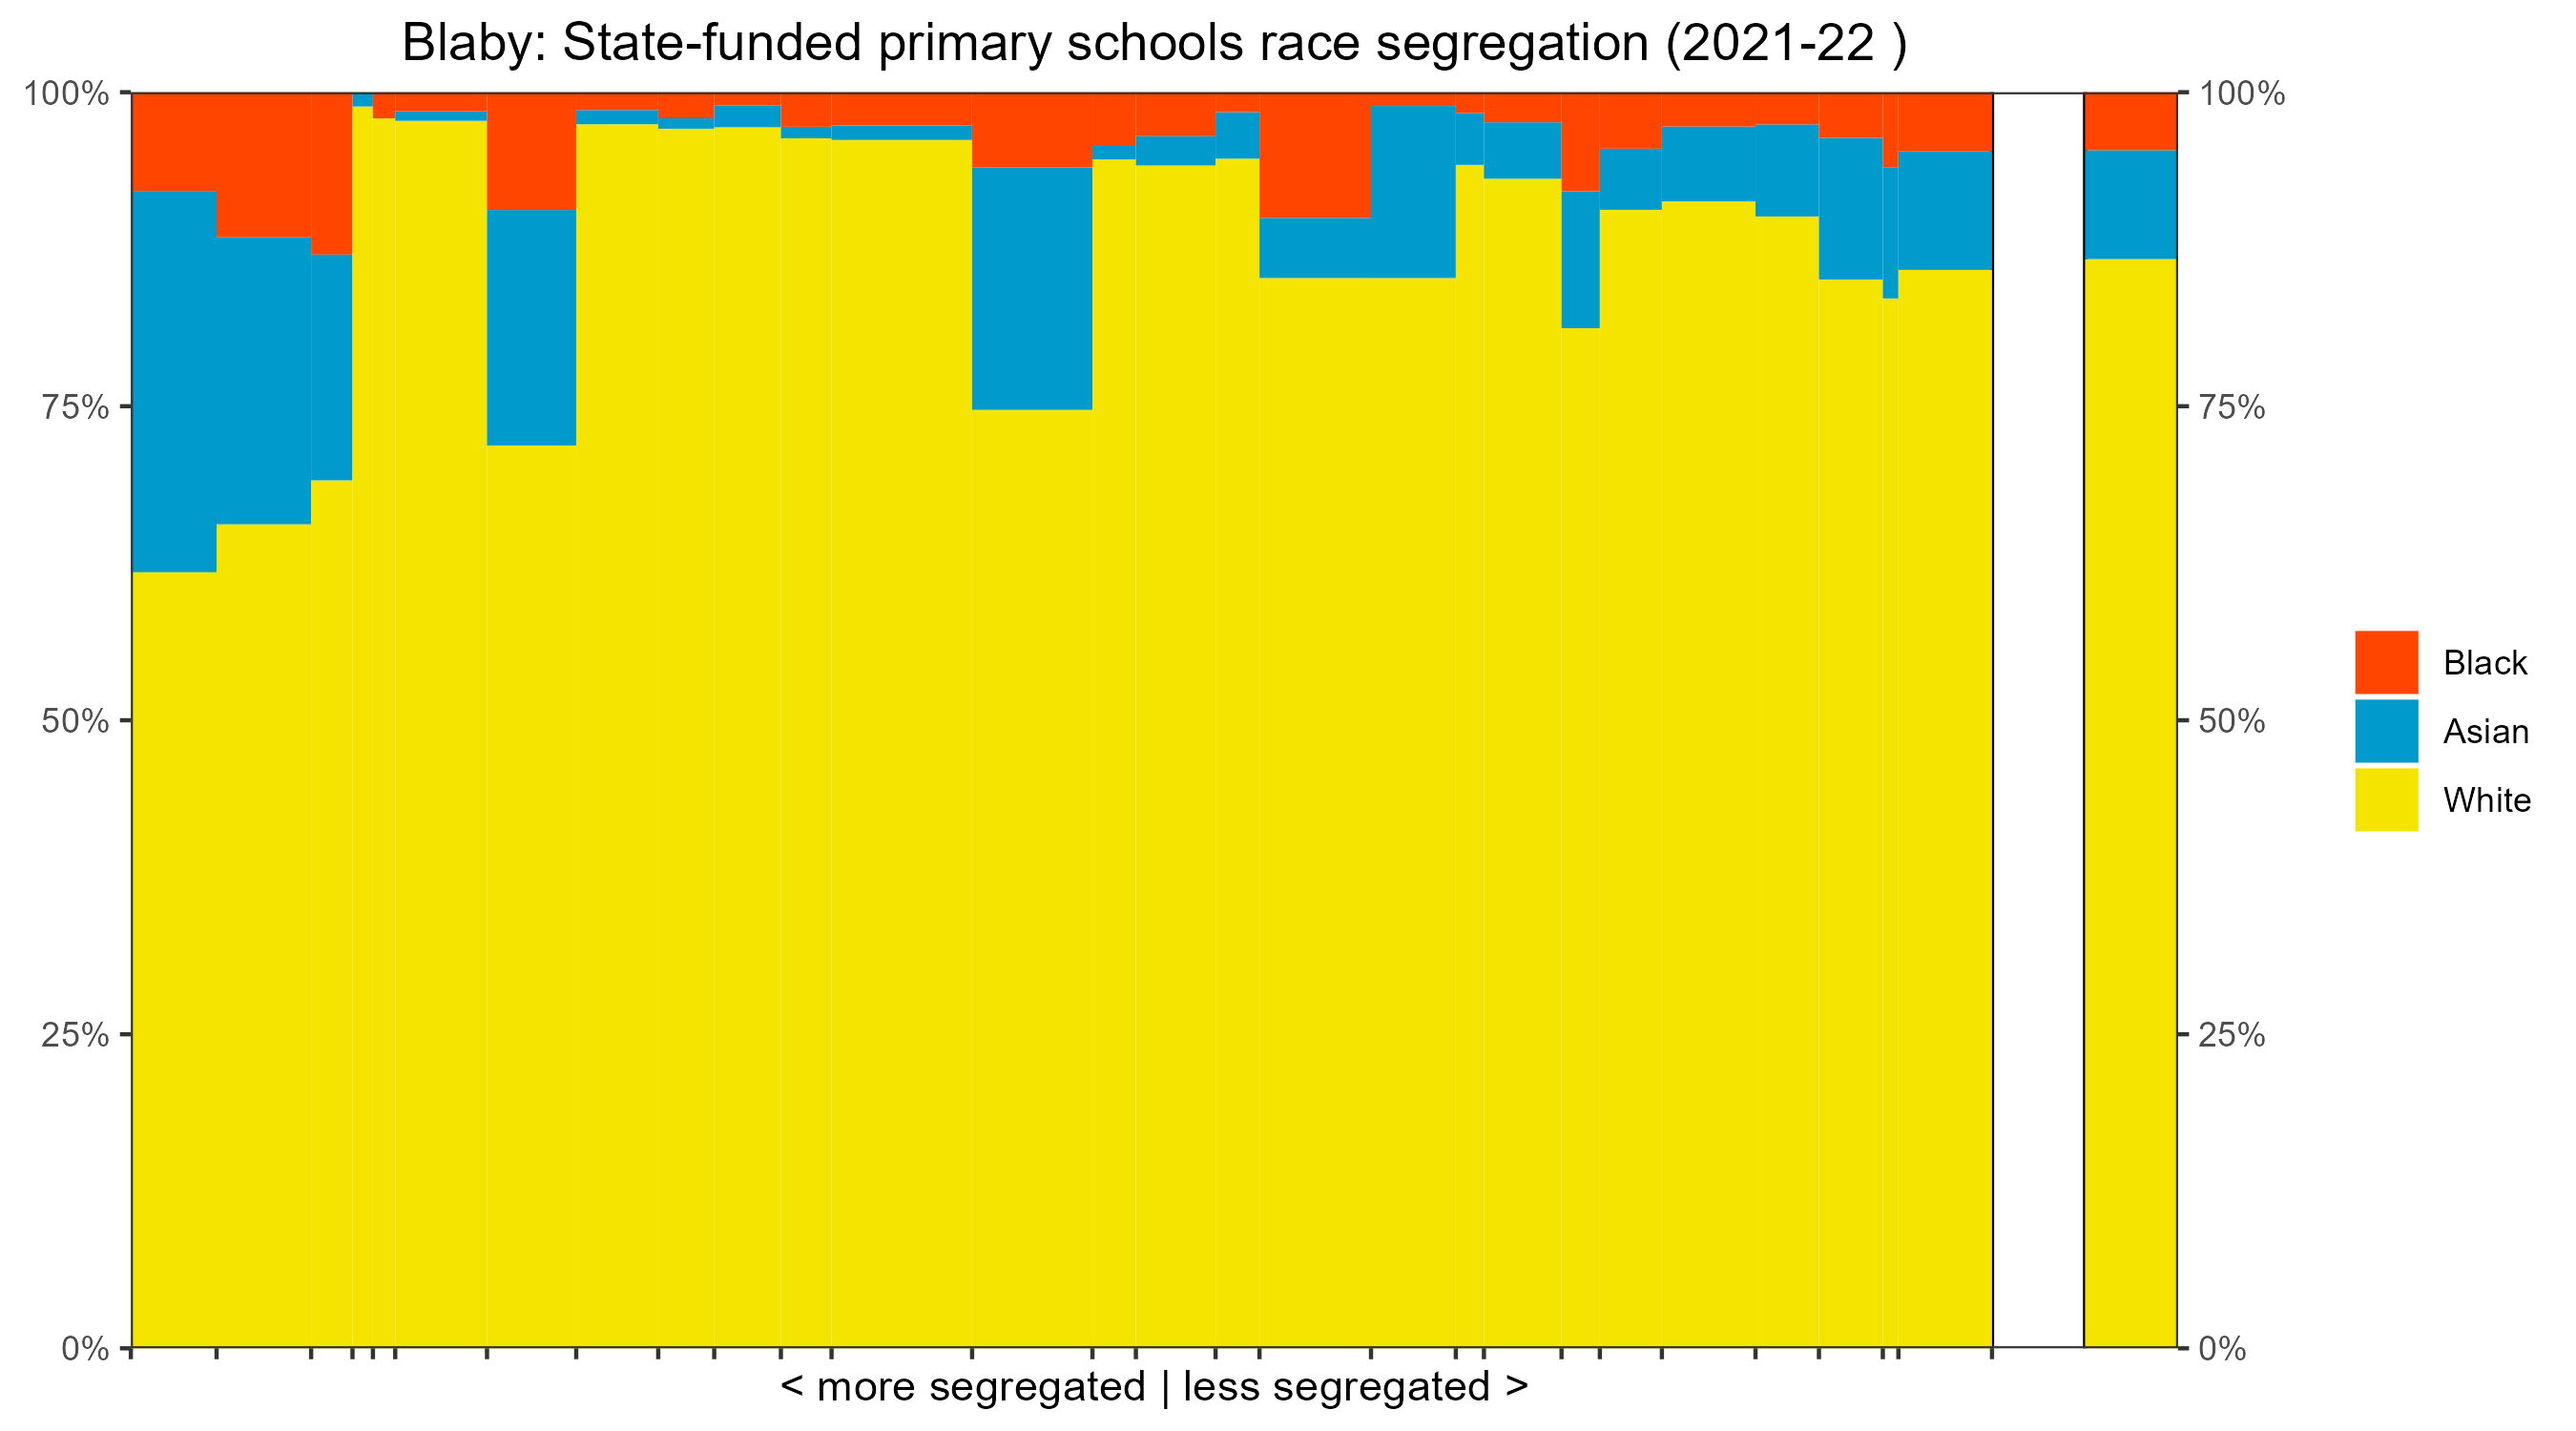 Blaby: State-funded primary schools race segregation (2021-22 )
100%
75%
50%
25%
0%
100%
75%
50%
25%
0%
< more segregated | less segregated >
Black
Asian
White